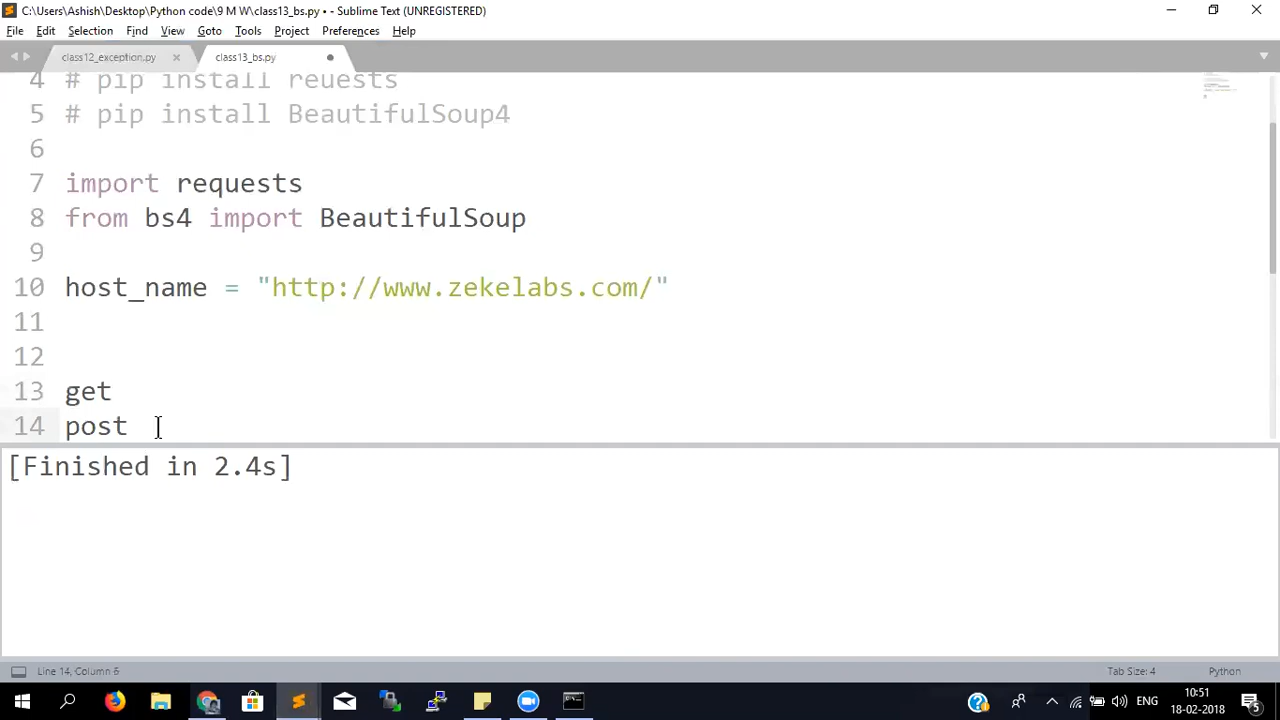 C:\Users\Ashish\Desktop\Python code\9 M W\class13_bs.py • - Sublime Text (UNREGISTERED)
File Edit Selection Find View Goto Tools Project Preferences Help
class12_exception.py × class13_bs.py
4 # pip install reuests
5 # pip install BeautifulSoup4
6
7 import requests
8 from bs4 import BeautifulSoup
9
10 host_name = "http://www.zekelabs.com/"
11
12
13 get
14 post
[Finished in 2.4s]
Line 14, Column 6 Tab Size: 4 Python
ENG 10:51
18-02-2018 5